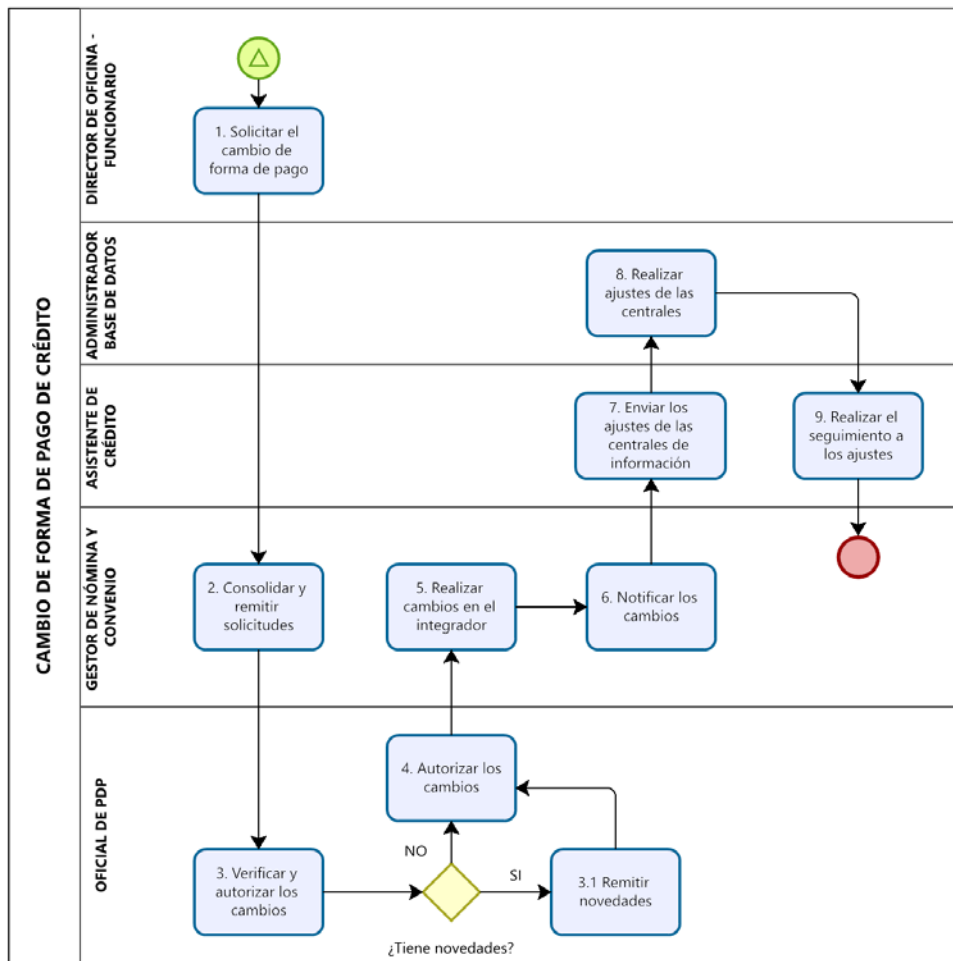 CAMBIO DE FORMA DE PAGO DE CRÉDITO
DIRECTOR DE OFICINA -
FUNCIONARIO
1. Solicitar el
cambio de
forma de pago
ADMINISTRADOR
BASE DE DATOS
8. Realizar
ajustes de las
centrales
ASISTENTE DE
CRÉDITO
7. Enviar los
ajustes de las
centrales de
información
9. Realizar el
seguimiento a
los ajustes
GESTOR DE NÓMINA Y
CONVENIO
2. Consolidar y
remitir
solicitudes
5. Realizar
cambios en el
integrador
6. Notificar los
cambios
OFICIAL DE PDP
4. Autorizar los
cambios
NO
SI
3. Verificar y
autorizar los
cambios
3.1 Remitir
novedades
¿Tiene novedades?